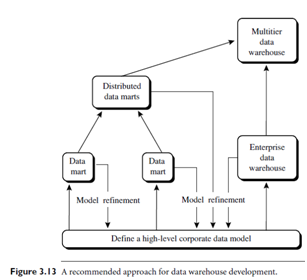 Multitier
data
warehouse
Distributed
data marts
Data
mart
Data
mart
Enterprise
data
warehouse
Model refinement
Model refinement
Define a high-level corporate data model
Figure 3.13 A recommended approach for data warehouse development.